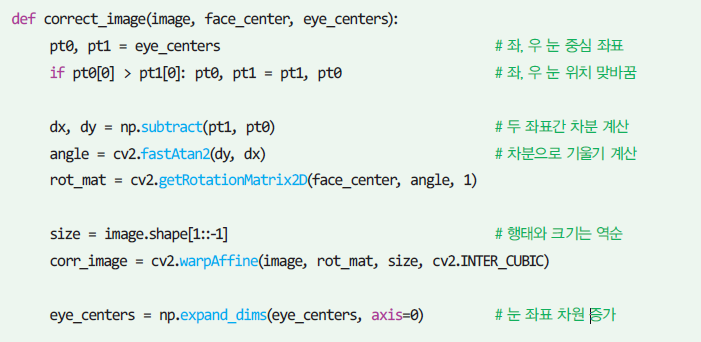 def correct_image(image, face_center, eye_centers):
pt0, pt1 = eye_centers # 좌, 우 눈 중심 좌표
if pt0[0] > pt1[0]: pt0, pt1 = pt1, pt0 # 좌, 우 눈 위치 맞바꿈
dx, dy = np.subtract(pt1, pt0) # 두 좌표간 차분 계산
angle = cv2.fastAtan2(dy, dx) # 차분으로 기울기 계산
rot_mat = cv2.getRotationMatrix2D(face_center, angle, 1)
size = image.shape[1::-1] # 행태와 크기는 역순
corr_image = cv2.warpAffine(image, rot_mat, size, cv2.INTER_CUBIC)
eye_centers = np.expand_dims(eye_centers, axis=0) # 눈 좌표 차원 증가